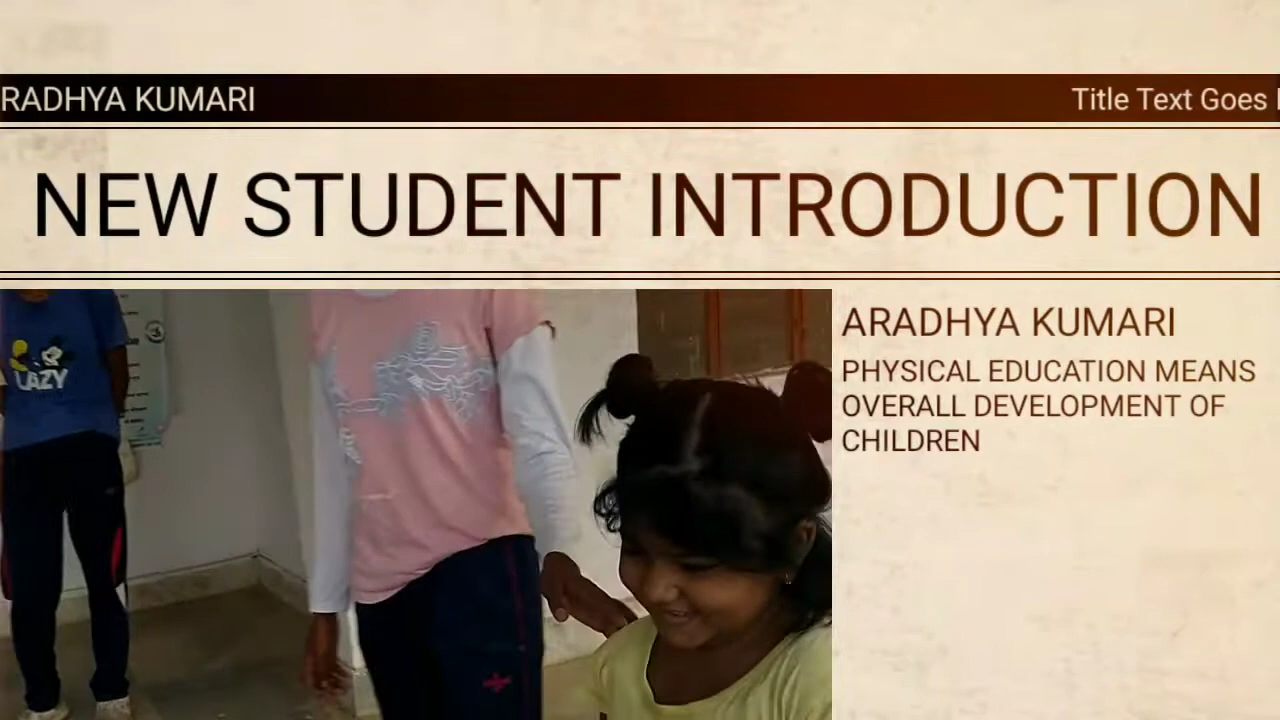 RADHYA KUMARI
Title Text Goes
NEW STUDENT INTRODUCTION
ARADHYA KUMARI
PHYSICAL EDUCATION MEANS
OVERALL DEVELOPMENT OF
CHILDREN
LAZY